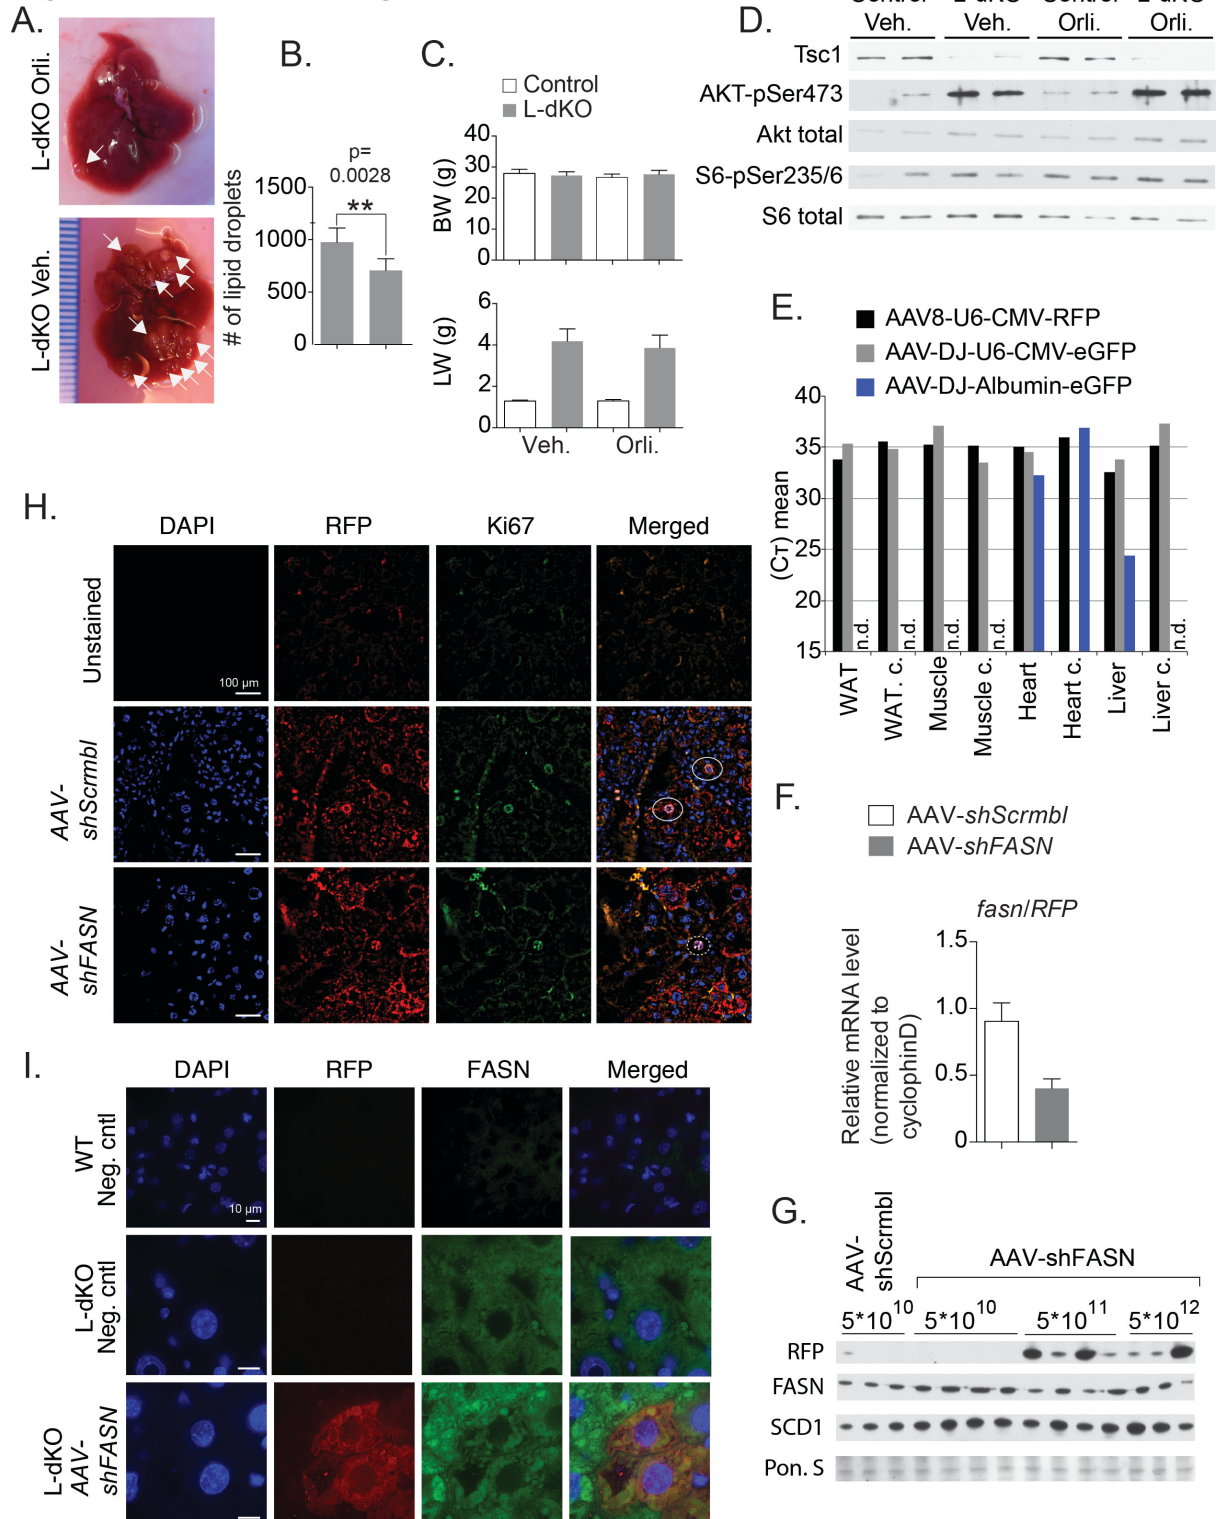 A.
L-dKO Orli.
L-dKO Veh.
B.
p=
0.0028
**
# of lipid droplets
1500
1000
500
0
C.
Control
L-dKO
BW (g)
40
30
20
10
0
LW (g)
6
4
2
0
Veh. Orli.
D.
Veh. Veh. Orli. Orli.
Tsc1
AKT-pSer473
Akt total
S6-pSer235/6
S6 total
E.
AAV8-U6-CMV-RFP
AAV-DJ-U6-CMV-eGFP
AAV-DJ-Albumin-eGFP
(CT) mean
40
35
30
25
20
15
n.d. n.d. n.d. n.d. n.d.
WAT
WAT. c.
Muscle
Muscle c.
Heart
Heart c.
Liver
Liver c.
F.
AAV-shScrmbl
AAV-shFASN
fasn/RFP
Relative mRNA level
(normalized to
cyclophinD)
1.5
1.0
0.5
0
G.
AAV-
shScrmbl
AAV-shFASN
5*10^10 5*10^10 5*10^11 5*10^12
RFP
FASN
SCD1
Pon. S
H.
DAPI RFP Ki67 Merged
Unstained
100 µm
AAV-
shScrmbl
AAV-
shFASN
I.
DAPI RFP FASN Merged
WT
Neg. cntl
10 µm
L-dKO
Neg. cntl
L-dKO
AAV-
shFASN